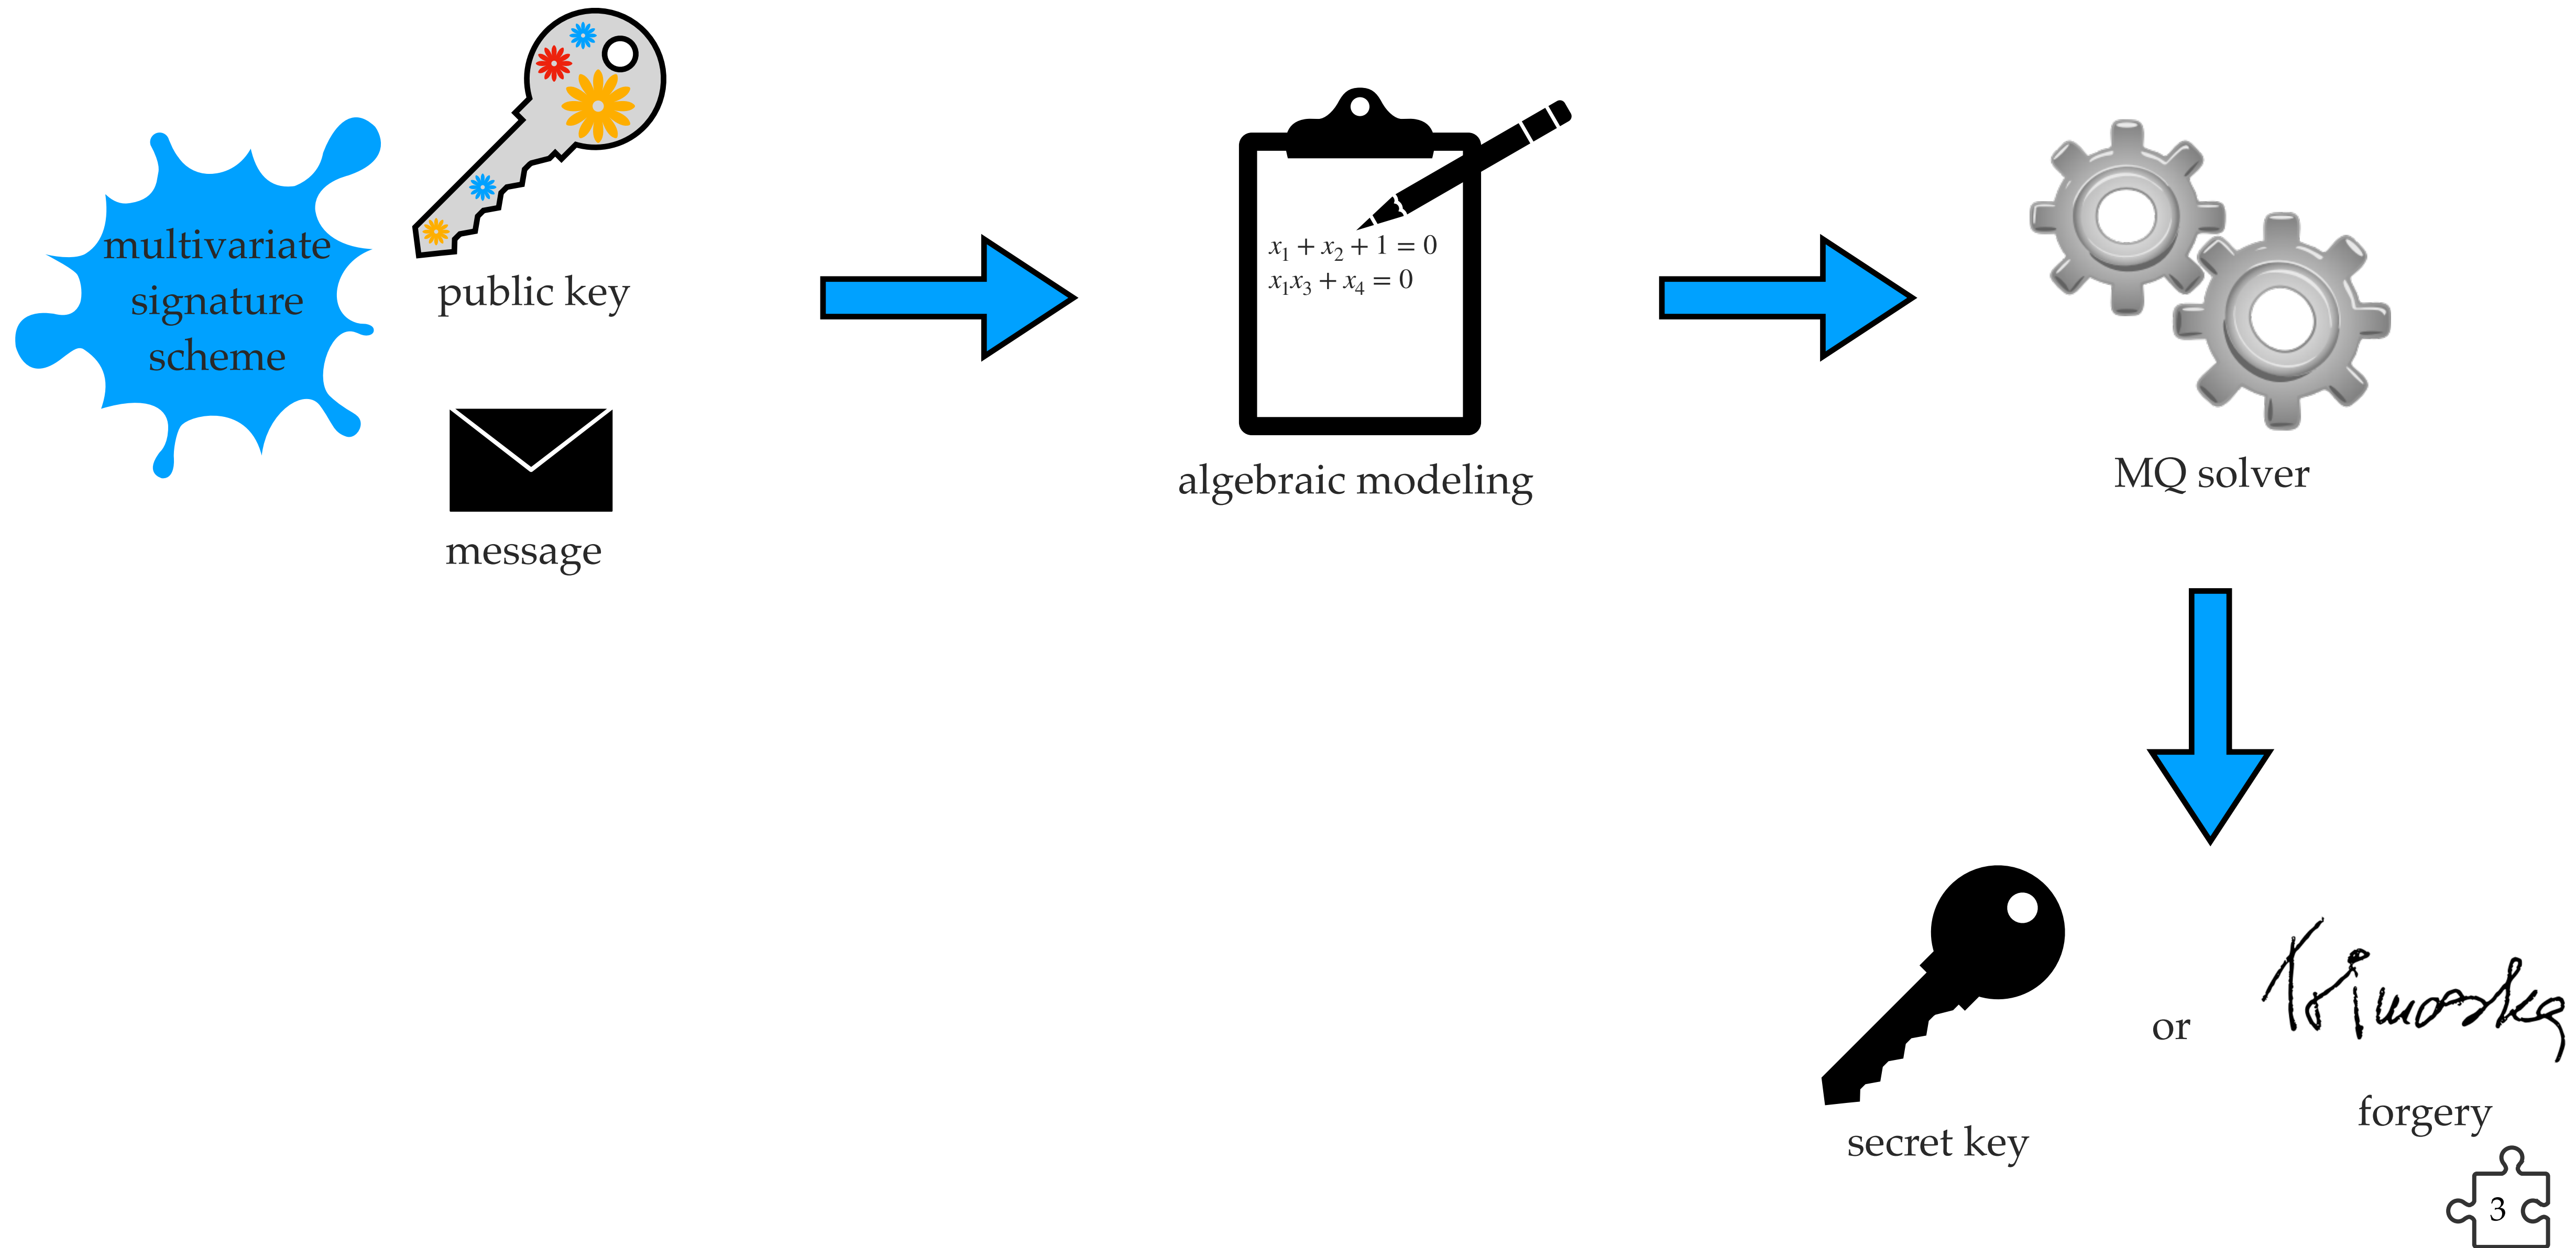 multivariate
signature
scheme
public key
message
x₁ + x₂ + 1 = 0
x₁x₃ + x₄ = 0
algebraic modeling
MQ solver
secret key
or
Trimoska
forgery
3